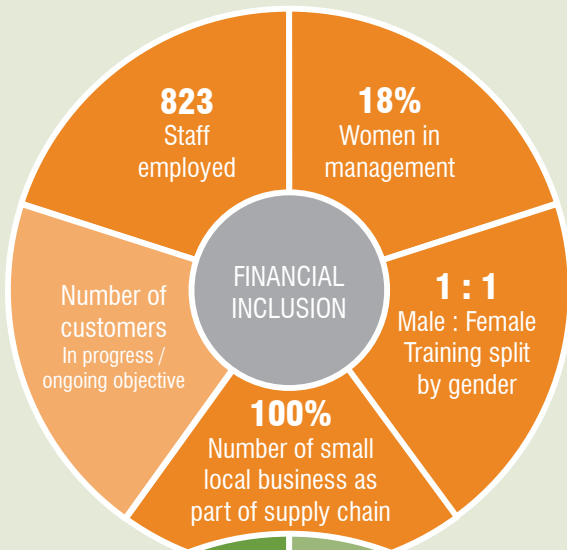 823
Staff
employed
18%
Women in
management
FINANCIAL
INCLUSION
Number of
customers
In progress /
ongoing objective
1 : 1
Male : Female
Training split
by gender
100%
Number of small
local business as
part of supply chain